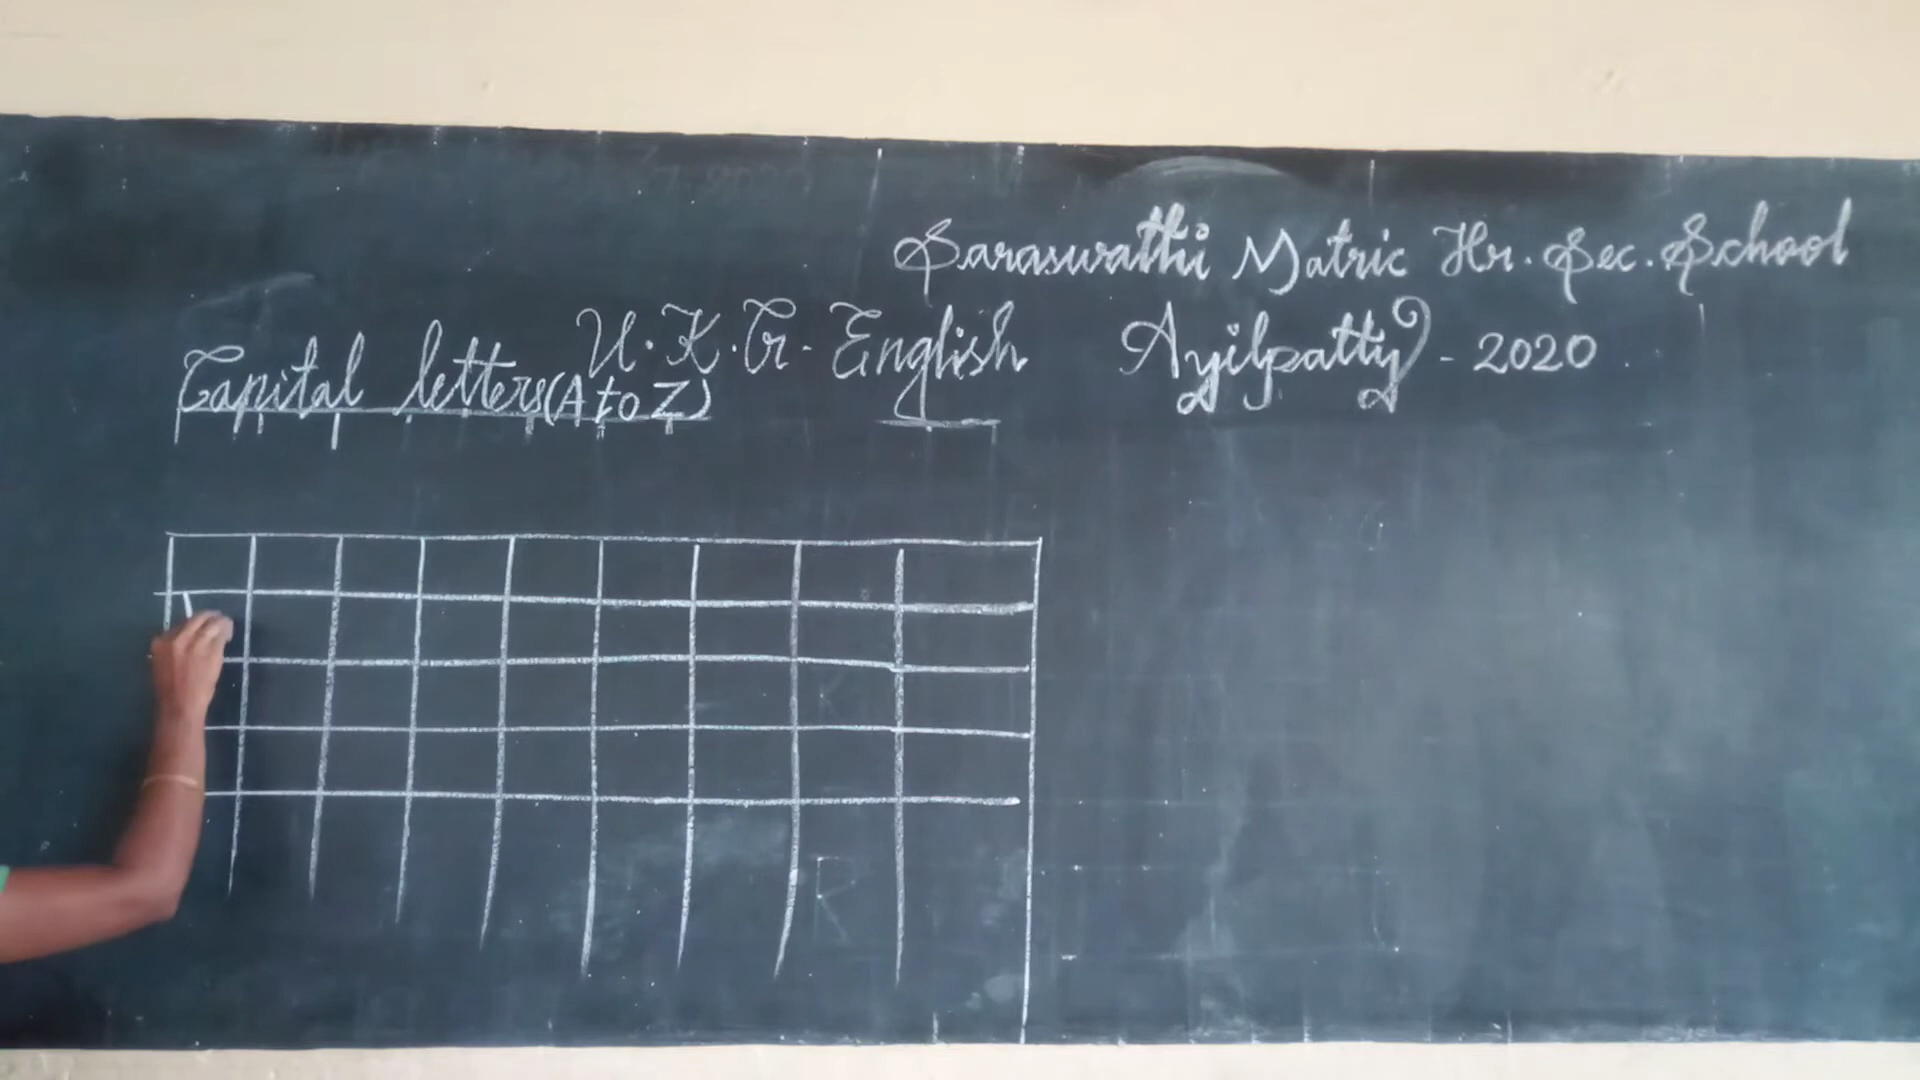 Saraswathi Matric Hr. Sec. School
U.K.G - English Ayilpatty - 2020
Capital letters (A to Z)